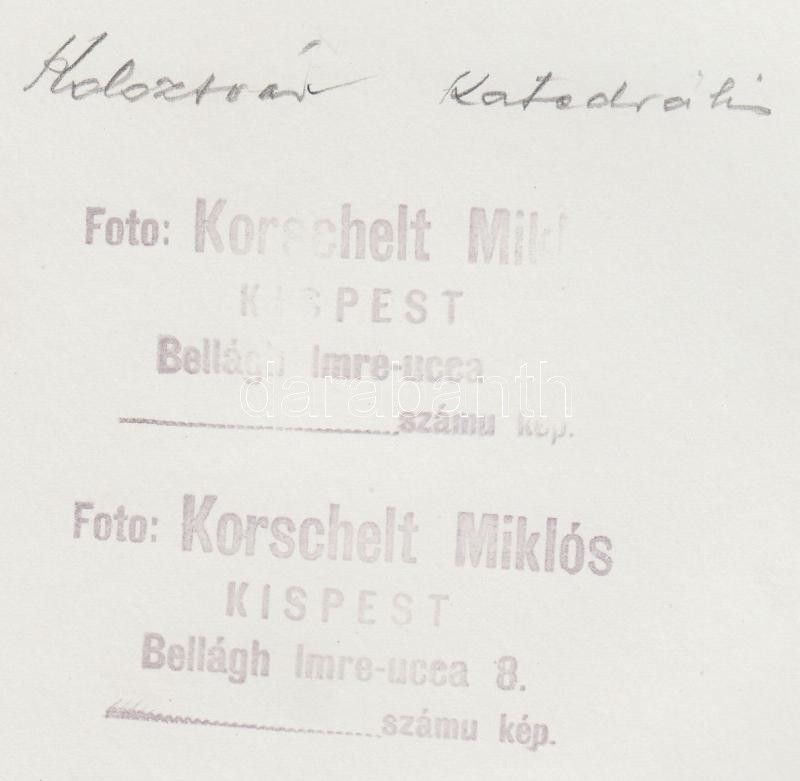 Kolozsvár Katedrális
Foto: Korschelt Mikl
KISPEST
Bellágh Imre-ucca
számu kép.
darabanth
Foto: Korschelt Miklós
KISPEST
Bellágh Imre-ucca 8.
számu kép.